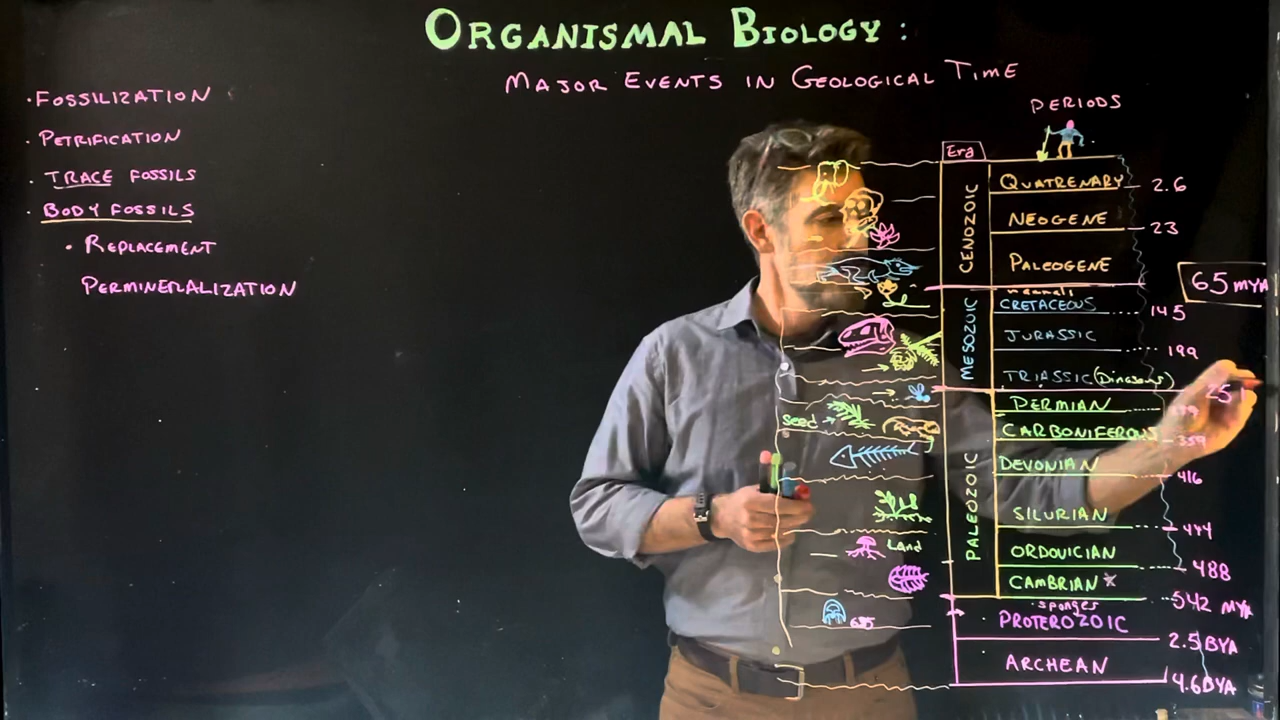 ORGANISMAL BIOLOGY:
MAJOR EVENTS IN GEOLOGICAL TIME
• FOSSILIZATION
• PETRIFICATION
• TRACE FOSSILS
• BODY FOSSILS
• REPLACEMENT
PERMINERALIZATION
PERIODS
Era
CENOZOIC
QUATRENARY 2.6
NEOGENE 23
PALEOGENE
65 MYA
MESOZOIC
CRETACEOUS 145
JURASSIC 199
TRIASSIC (Dinosaurs) 251
PALEOZOIC
PERMIAN
seed
CARBONIFEROUS 359
DEVONIAN 416
SILURIAN 444
Land
ORDOVICIAN 488
CAMBRIAN * 542 MYA
sponges
635
PROTEROZOIC 2.5 BYA
ARCHEAN 4.6 BYA